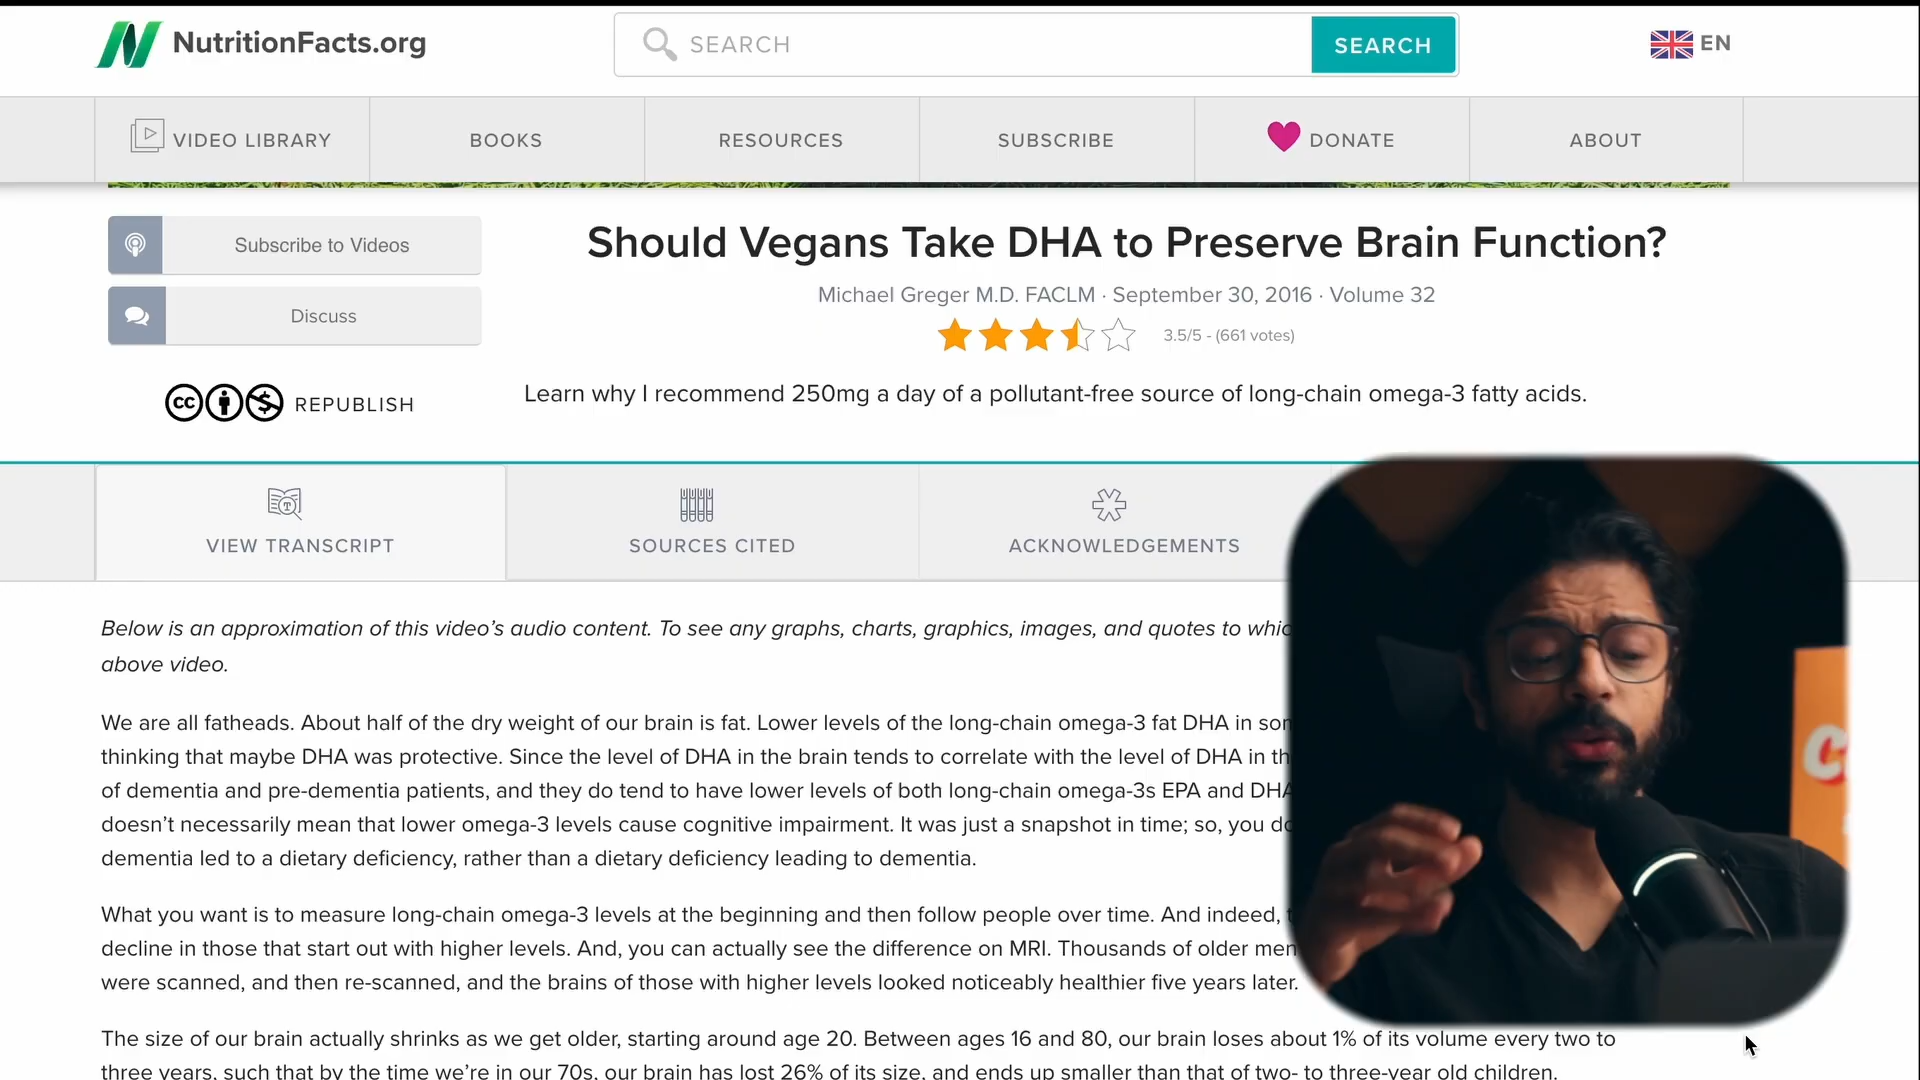 NutritionFacts.org
SEARCH
SEARCH
EN
VIDEO LIBRARY
BOOKS
RESOURCES
SUBSCRIBE
DONATE
ABOUT
Subscribe to Videos
Discuss
cc
REPUBLISH
Should Vegans Take DHA to Preserve Brain Function?
Michael Greger M.D. FACLM · September 30, 2016 · Volume 32
3.5/5 - (661 votes)
Learn why I recommend 250mg a day of a pollutant-free source of long-chain omega-3 fatty acids.
VIEW TRANSCRIPT
SOURCES CITED
ACKNOWLEDGEMENTS
Below is an approximation of this video's audio content. To see any graphs, charts, graphics, images, and quotes to
above video.
We are all fatheads. About half of the dry weight of our brain is fat. Lower levels of the long-chain omega-3 fat DHA in
thinking that maybe DHA was protective. Since the level of DHA in the brain tends to correlate with the level of DHA in
of dementia and pre-dementia patients, and they do tend to have lower levels of both long-chain omega-3s EPA and DHA
doesn't necessarily mean that lower omega-3 levels cause cognitive impairment. It was just a snapshot in time; so, you
dementia led to a dietary deficiency, rather than a dietary deficiency leading to dementia.
What you want is to measure long-chain omega-3 levels at the beginning and then follow people over time. And indeed,
decline in those that start out with higher levels. And, you can actually see the difference on MRI. Thousands of older men
were scanned, and then re-scanned, and the brains of those with higher levels looked noticeably healthier five years later.
The size of our brain actually shrinks as we get older, starting around age 20. Between ages 16 and 80, our brain loses about 1% of its volume every two to
three years, such that by the time we're in our 70s, our brain has lost 26% of its size, and ends up smaller than that of two- to three-year old children.